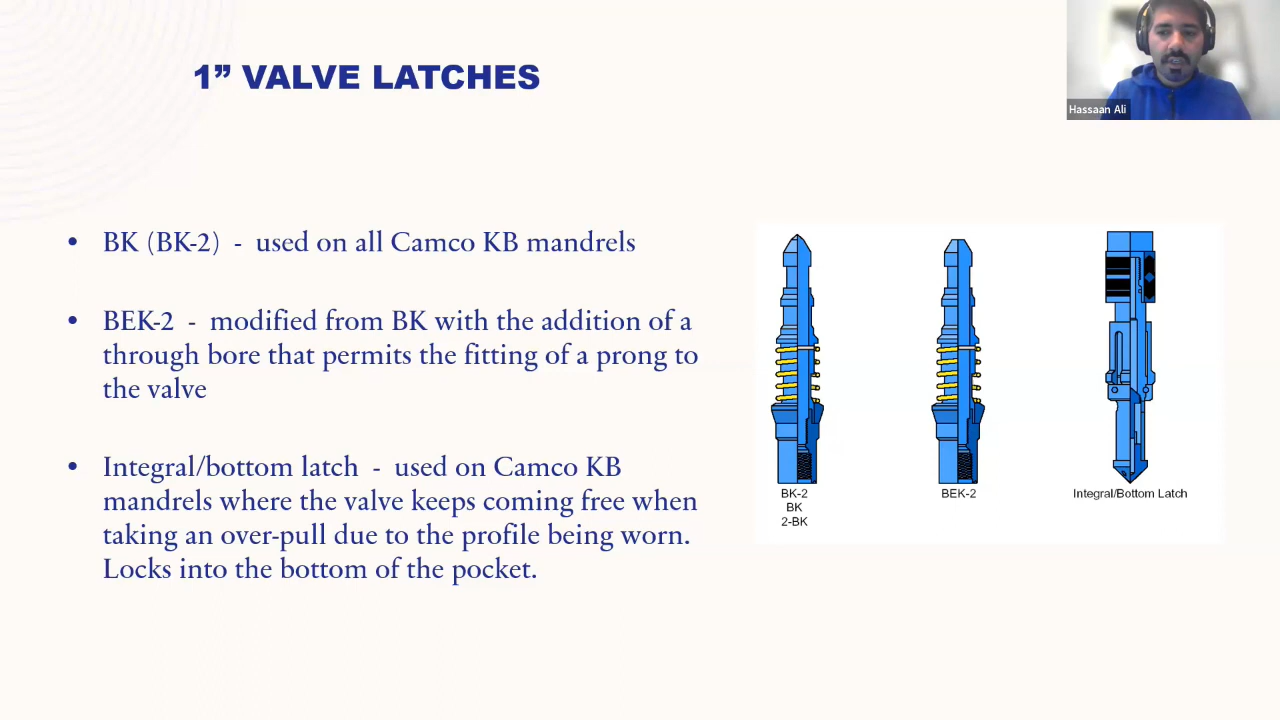 1” VALVE LATCHES
Hassaan Ali
• BK (BK-2) - used on all Camco KB mandrels
• BEK-2 - modified from BK with the addition of a
through bore that permits the fitting of a prong to
the valve
• Integral/bottom latch - used on Camco KB
mandrels where the valve keeps coming free when
taking an over-pull due to the profile being worn.
Locks into the bottom of the pocket.
BK-2
BK
2-BK
BEK-2
Integral/Bottom Latch